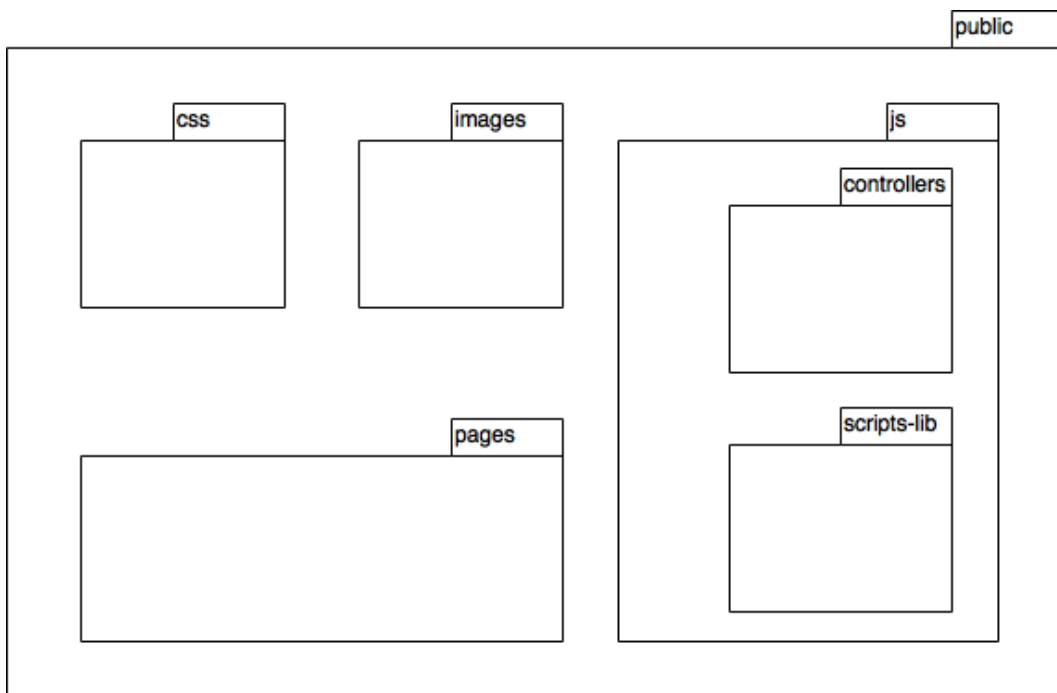 public
css
images
js
controllers
pages
scripts-lib